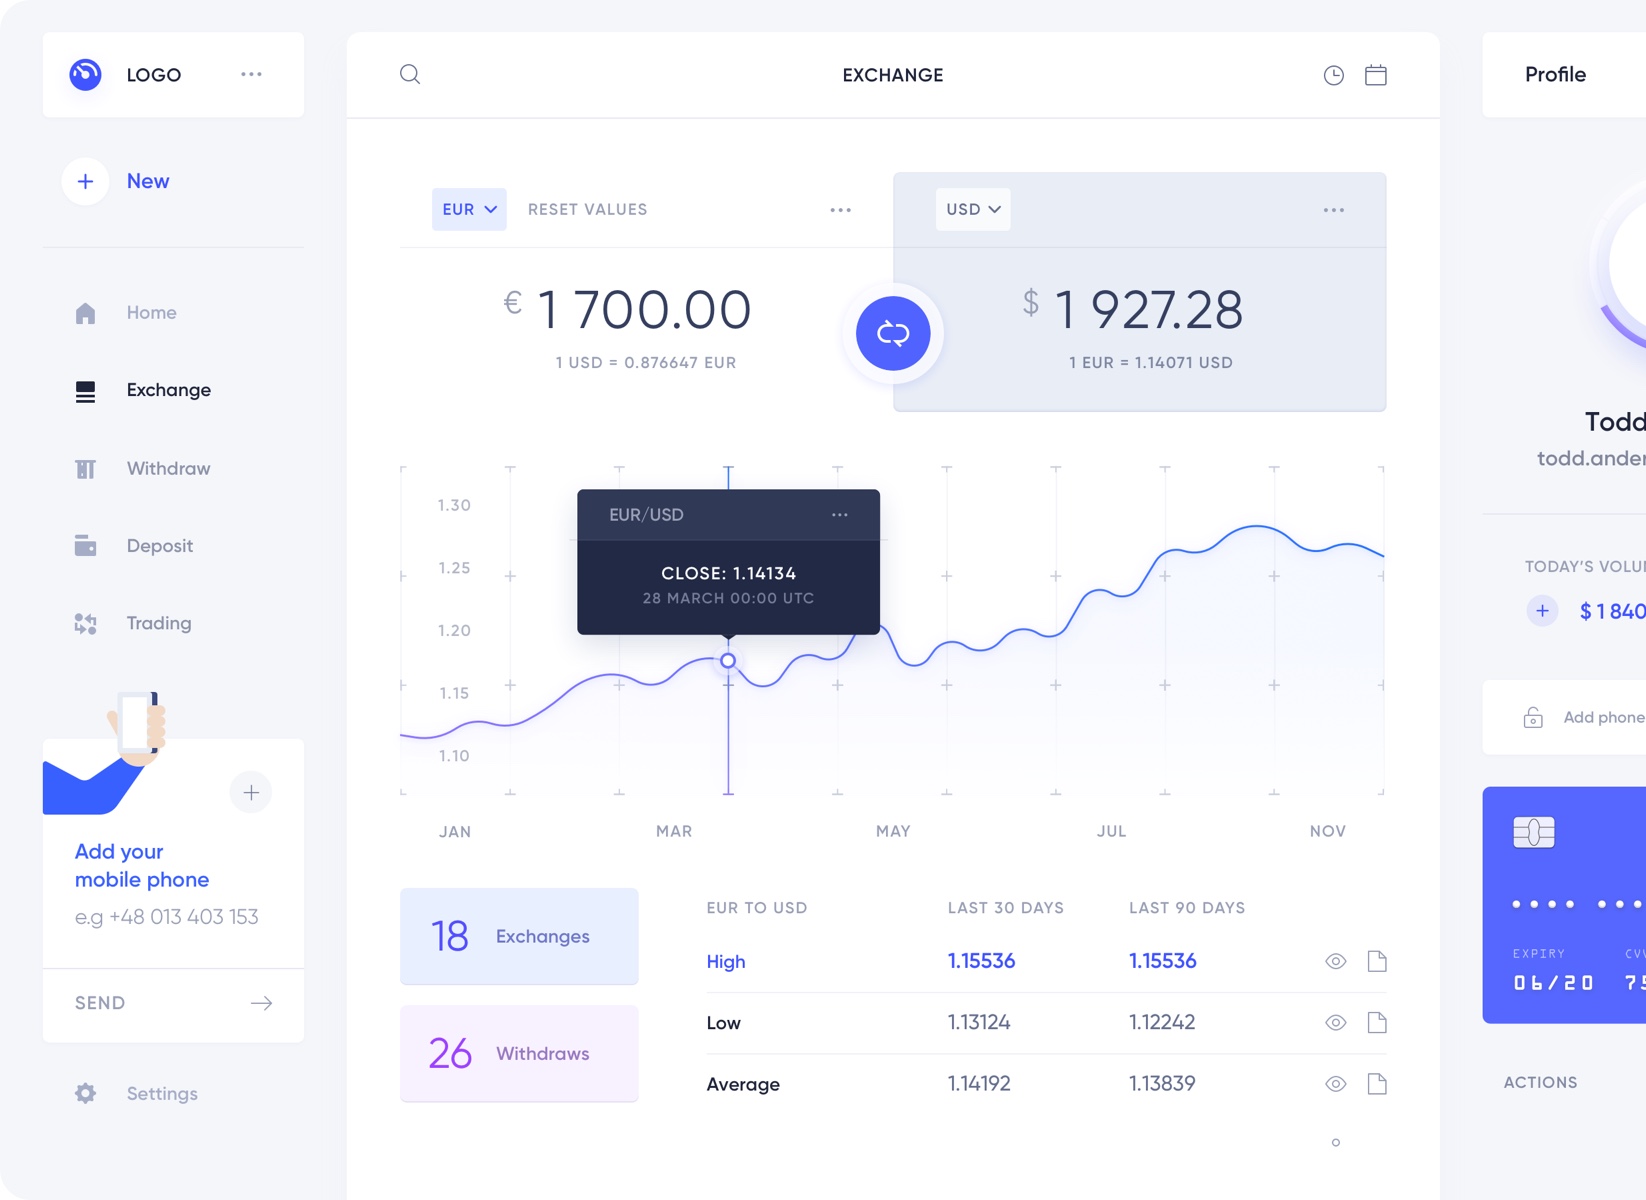 LOGO
New
Home
Exchange
Withdraw
Deposit
Trading
Add your
mobile phone
e.g +48 013 403 153
SEND
Settings
EXCHANGE
EUR
RESET VALUES
€ 1 700.00
1 USD = 0.876647 EUR
USD
$ 1 927.28
1 EUR = 1.14071 USD
1.30
1.25
1.20
1.15
1.10
EUR/USD
CLOSE: 1.14134
28 MARCH 00:00 UTC
JAN MAR MAY JUL NOV
18 Exchanges
26 Withdraws
EUR TO USD LAST 30 DAYS LAST 90 DAYS
High 1.15536 1.15536
Low 1.13124 1.12242
Average 1.14192 1.13839
Profile
Todd
todd.ander
TODAY'S VOLU
$ 1 840
Add phone
EXPIRY
06/20 75
ACTIONS